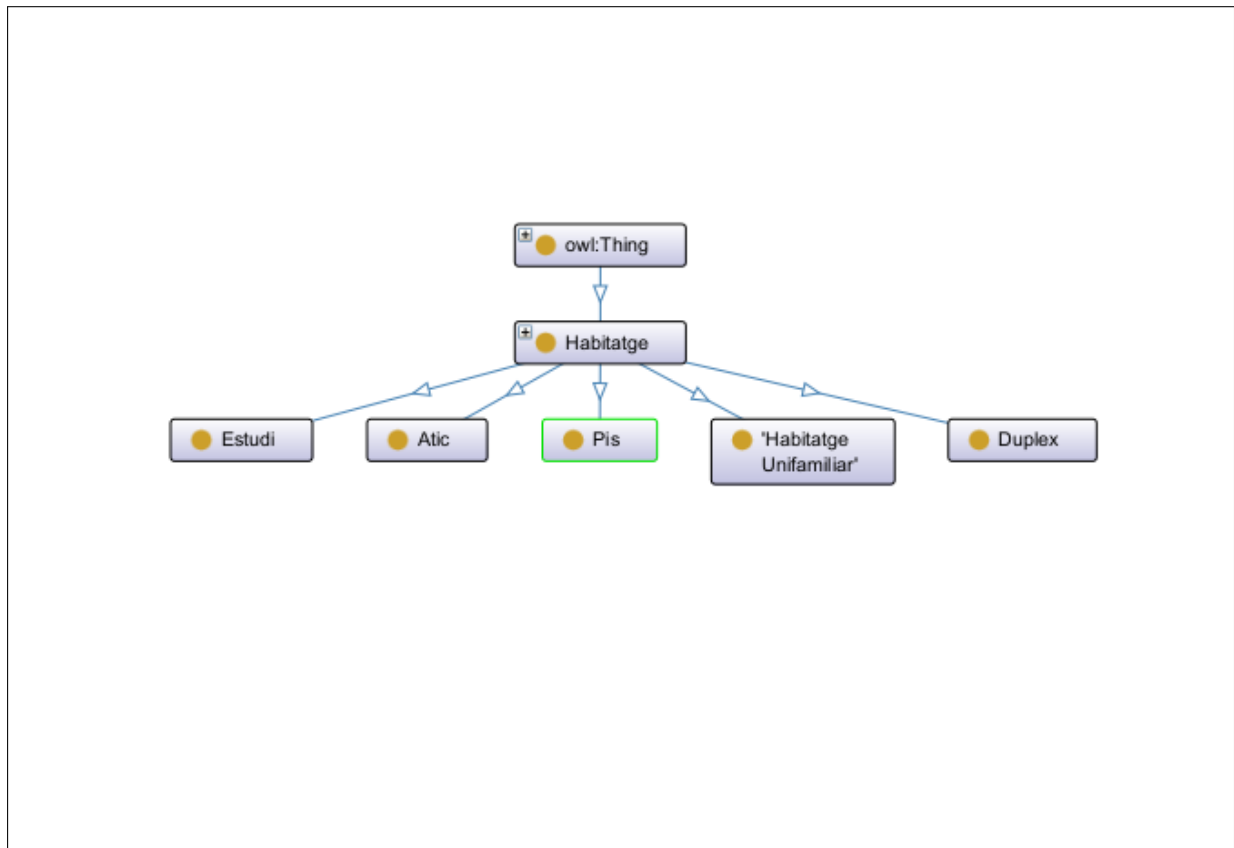 owl:Thing
Habitatge
Estudi
Atic
Pis
'Habitatge
Unifamiliar'
Duplex